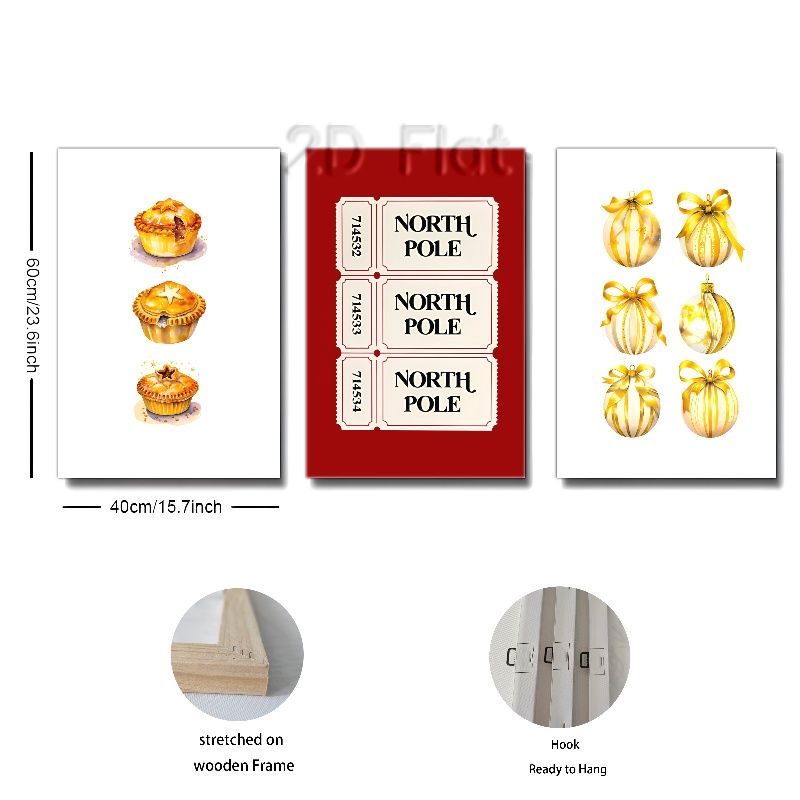 2D Flat
60cm/23.6inch
714532
NORTH
POLE
714533
NORTH
POLE
714534
NORTH
POLE
40cm/15.7inch
stretched on
wooden Frame
Hook
Ready to Hang